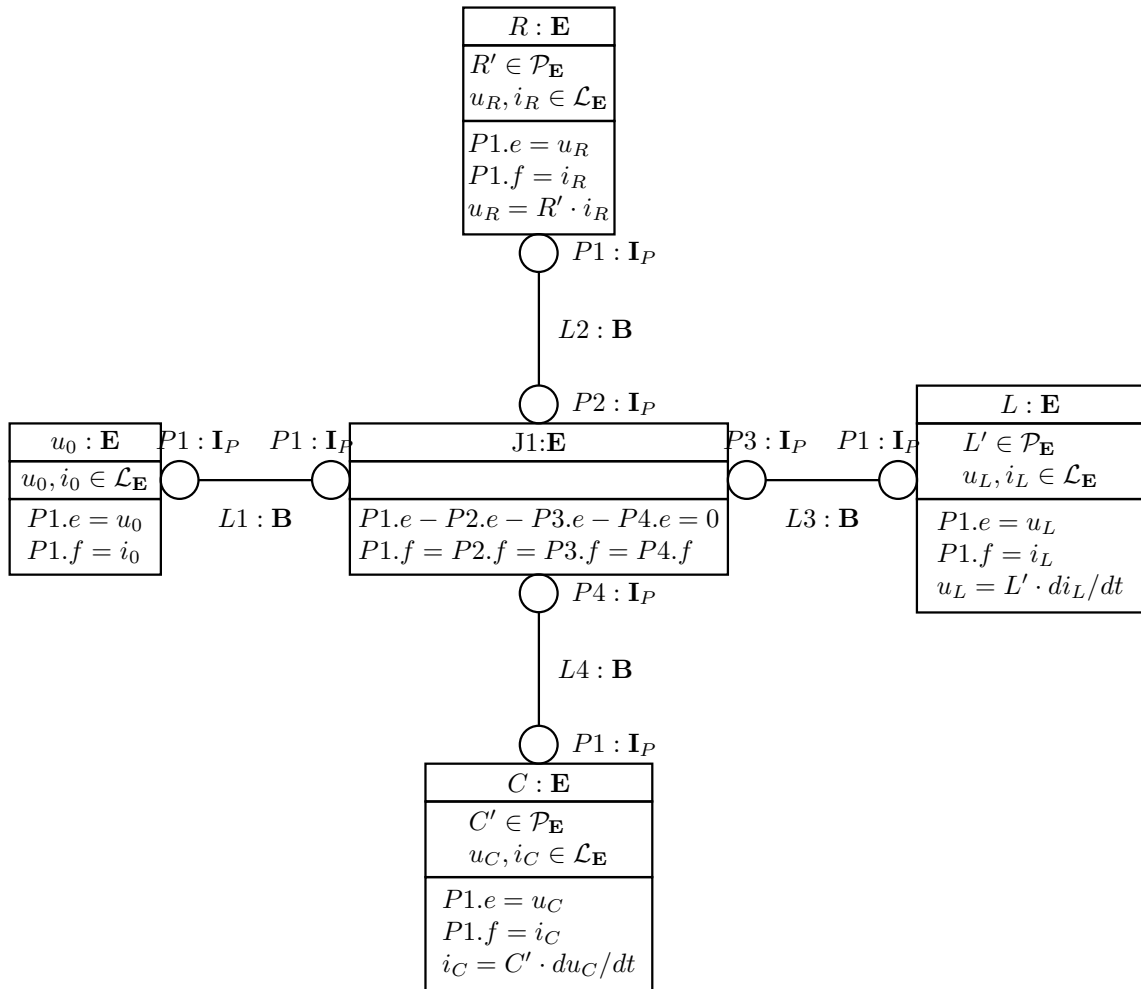 R : E
R′ ∈ P_E
u_R, i_R ∈ L_E
P1.e = u_R
P1.f = i_R
u_R = R′ · i_R
P1 : I_P
L2 : B
P2 : I_P
u_0 : E
u_0, i_0 ∈ L_E
P1.e = u_0
P1.f = i_0
P1 : I_P
L1 : B
P1 : I_P
J1:E
P1.e − P2.e − P3.e − P4.e = 0
P1.f = P2.f = P3.f = P4.f
P3 : I_P
L3 : B
P1 : I_P
L : E
L′ ∈ P_E
u_L, i_L ∈ L_E
P1.e = u_L
P1.f = i_L
u_L = L′ · di_L/dt
P4 : I_P
L4 : B
P1 : I_P
C : E
C′ ∈ P_E
u_C, i_C ∈ L_E
P1.e = u_C
P1.f = i_C
i_C = C′ · du_C/dt